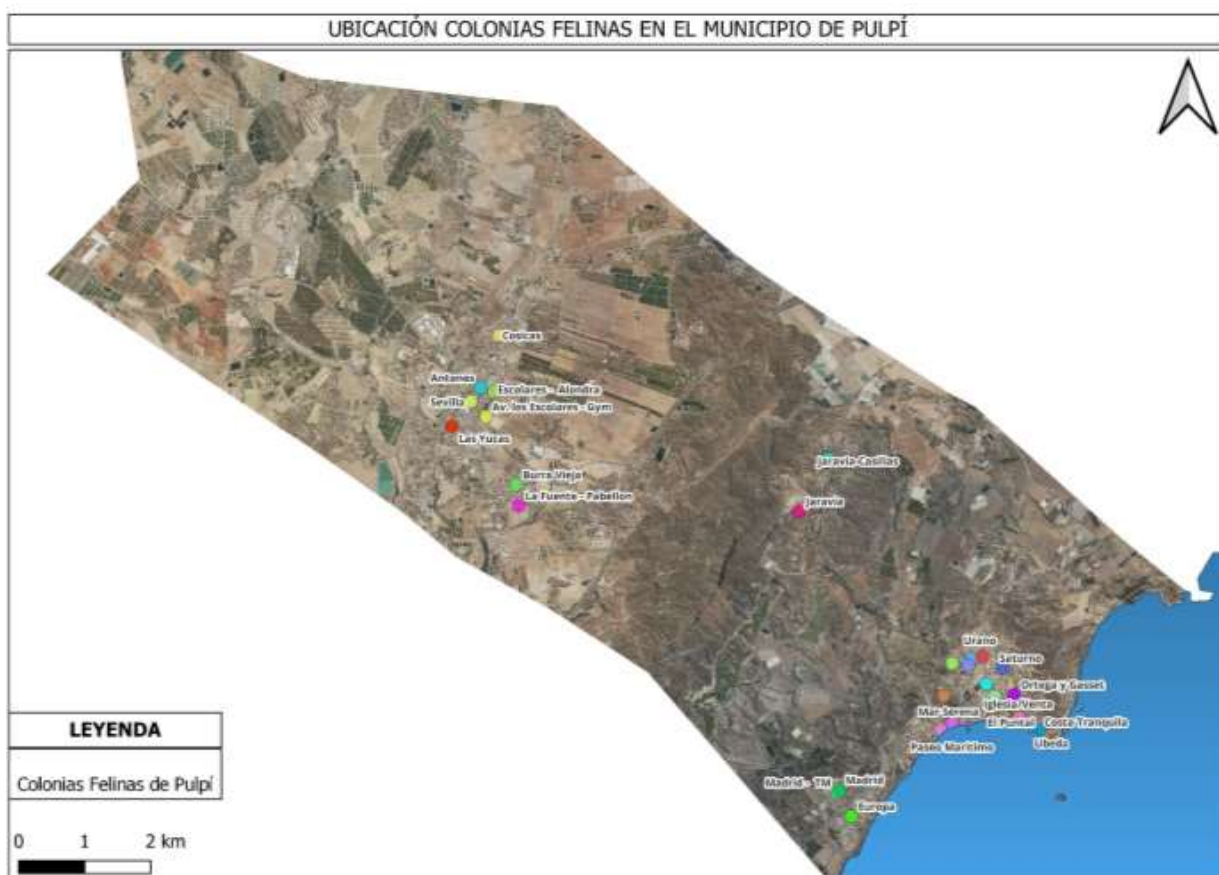 UBICACIÓN COLONIAS FELINAS EN EL MUNICIPIO DE PULPÍ
Cosicas
Antonos
Escolares - Alondra
Sevilla
Av. los Escolares - Gym
Las Yucas
Burra Vieja
La Fuente - Pabellon
Jaravia-Casillas
Jaravia
Urano
Saturno
Ortega y Gasset
Iglesia/Venta
Mar Serena
El Puntal
Costa Tranquila
Ubeda
Paseo Maritimo
Madrid - TM
Madrid
Europa
LEYENDA
Colonias Felinas de Pulpí
0 1 2 km